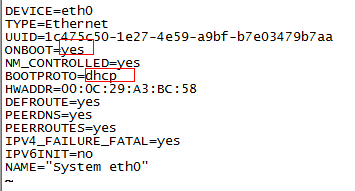 DEVICE=eth0
TYPE=Ethernet
UUID=1c475c50-1e27-4e59-a9bf-b7e03479b7aa
ONBOOT=yes
NM_CONTROLLED=yes
BOOTPROTO=dhcp
HWADDR=00:0C:29:A3:BC:58
DEFROUTE=yes
PEERDNS=yes
PEERROUTES=yes
IPV4_FAILURE_FATAL=yes
IPV6INIT=no
NAME="System eth0"
~